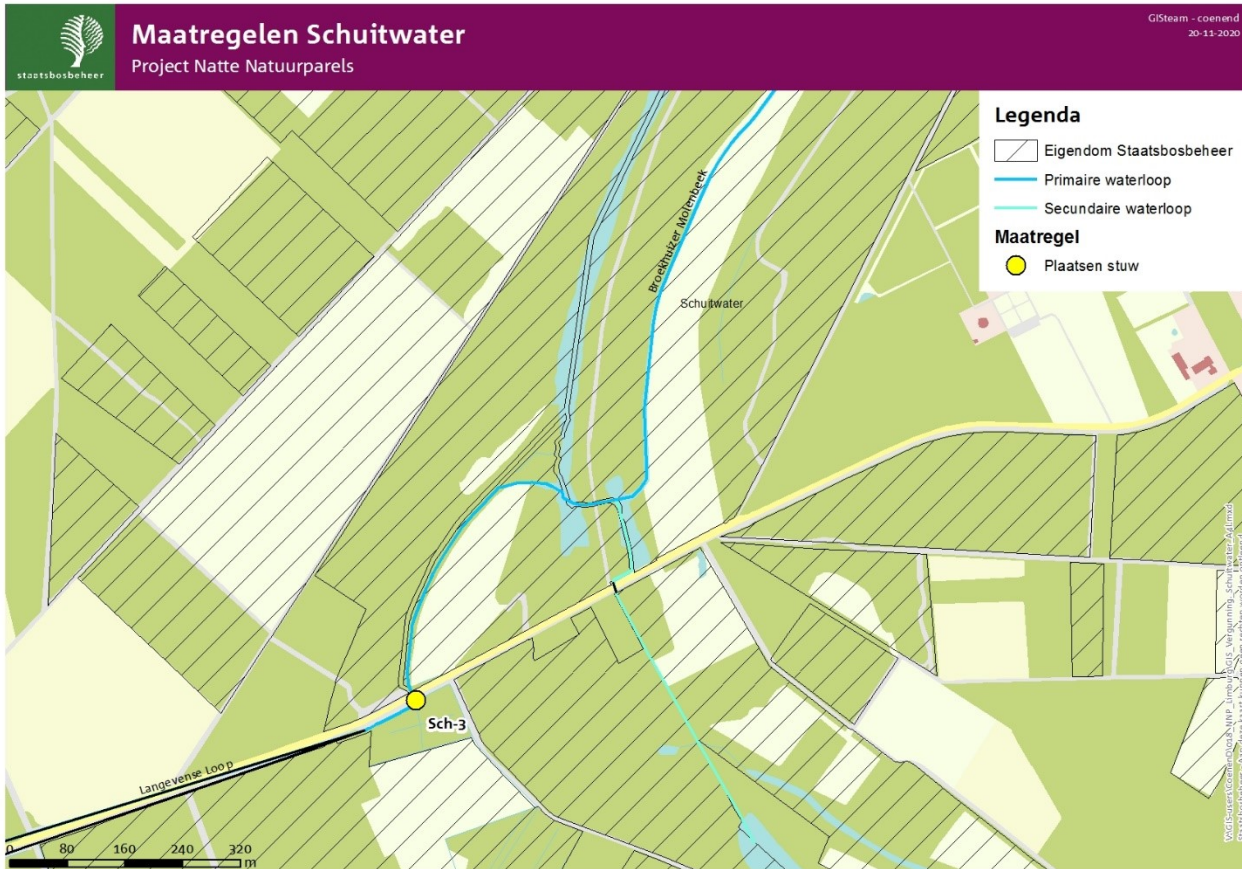 staatsbosbeheer
Maatregelen Schuitwater
Project Natte Natuurparels
GISteam - coenend
20-11-2020
Legenda
Eigendom Staatsbosbeheer
Primaire waterloop
Secundaire waterloop
Maatregel
Plaatsen stuw
Broekhuizer Molenbeek
Schuitwater
Sch-3
Langevense Loop
0 80 160 240 320
m